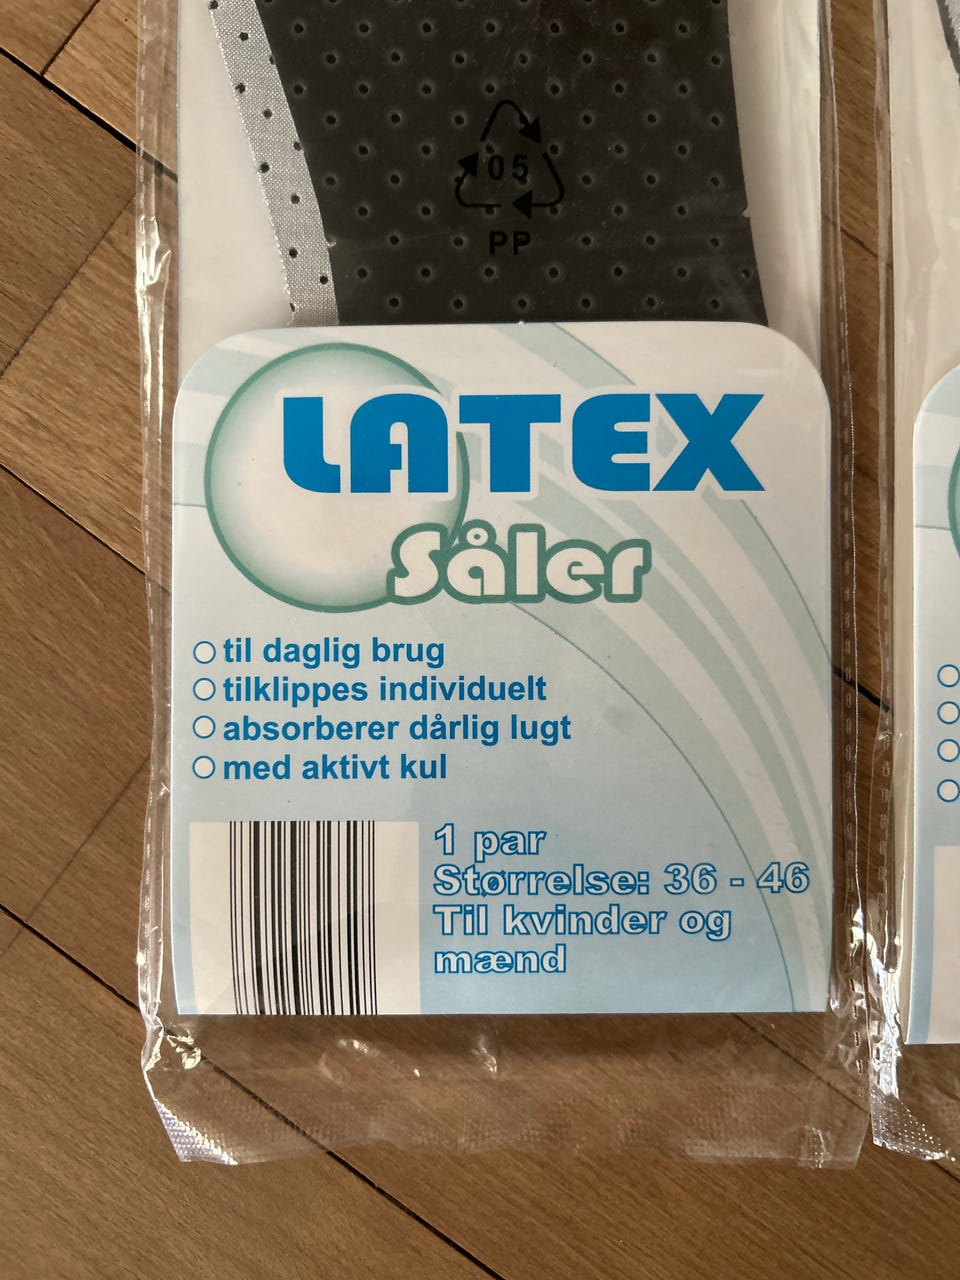 05
PP
LATEX
Såler
til daglig brug
tilklippes individuelt
absorberer dårlig lugt
med aktivt kul
1 par
Størrelse: 36 - 46
Til kvinder og
mænd